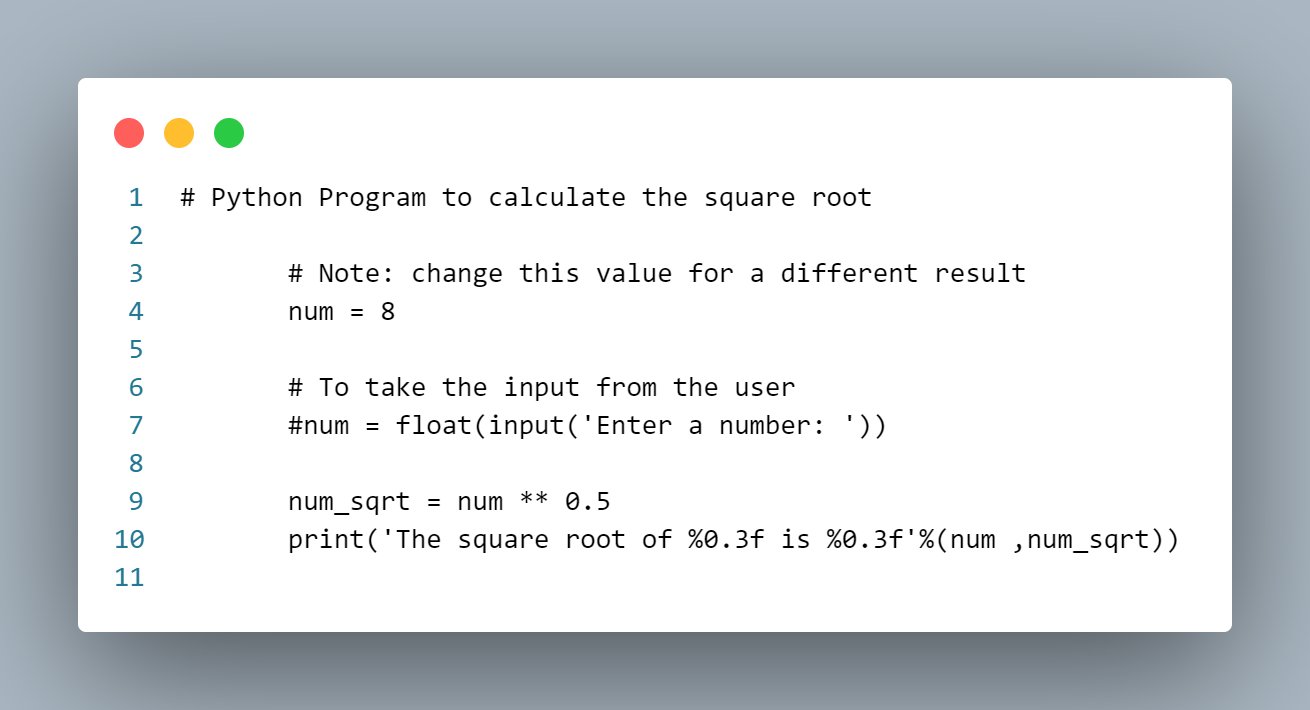 1 # Python Program to calculate the square root
2
3 # Note: change this value for a different result
4 num = 8
5
6 # To take the input from the user
7 #num = float(input('Enter a number: '))
8
9 num_sqrt = num ** 0.5
10 print('The square root of %0.3f is %0.3f'%(num ,num_sqrt))
11